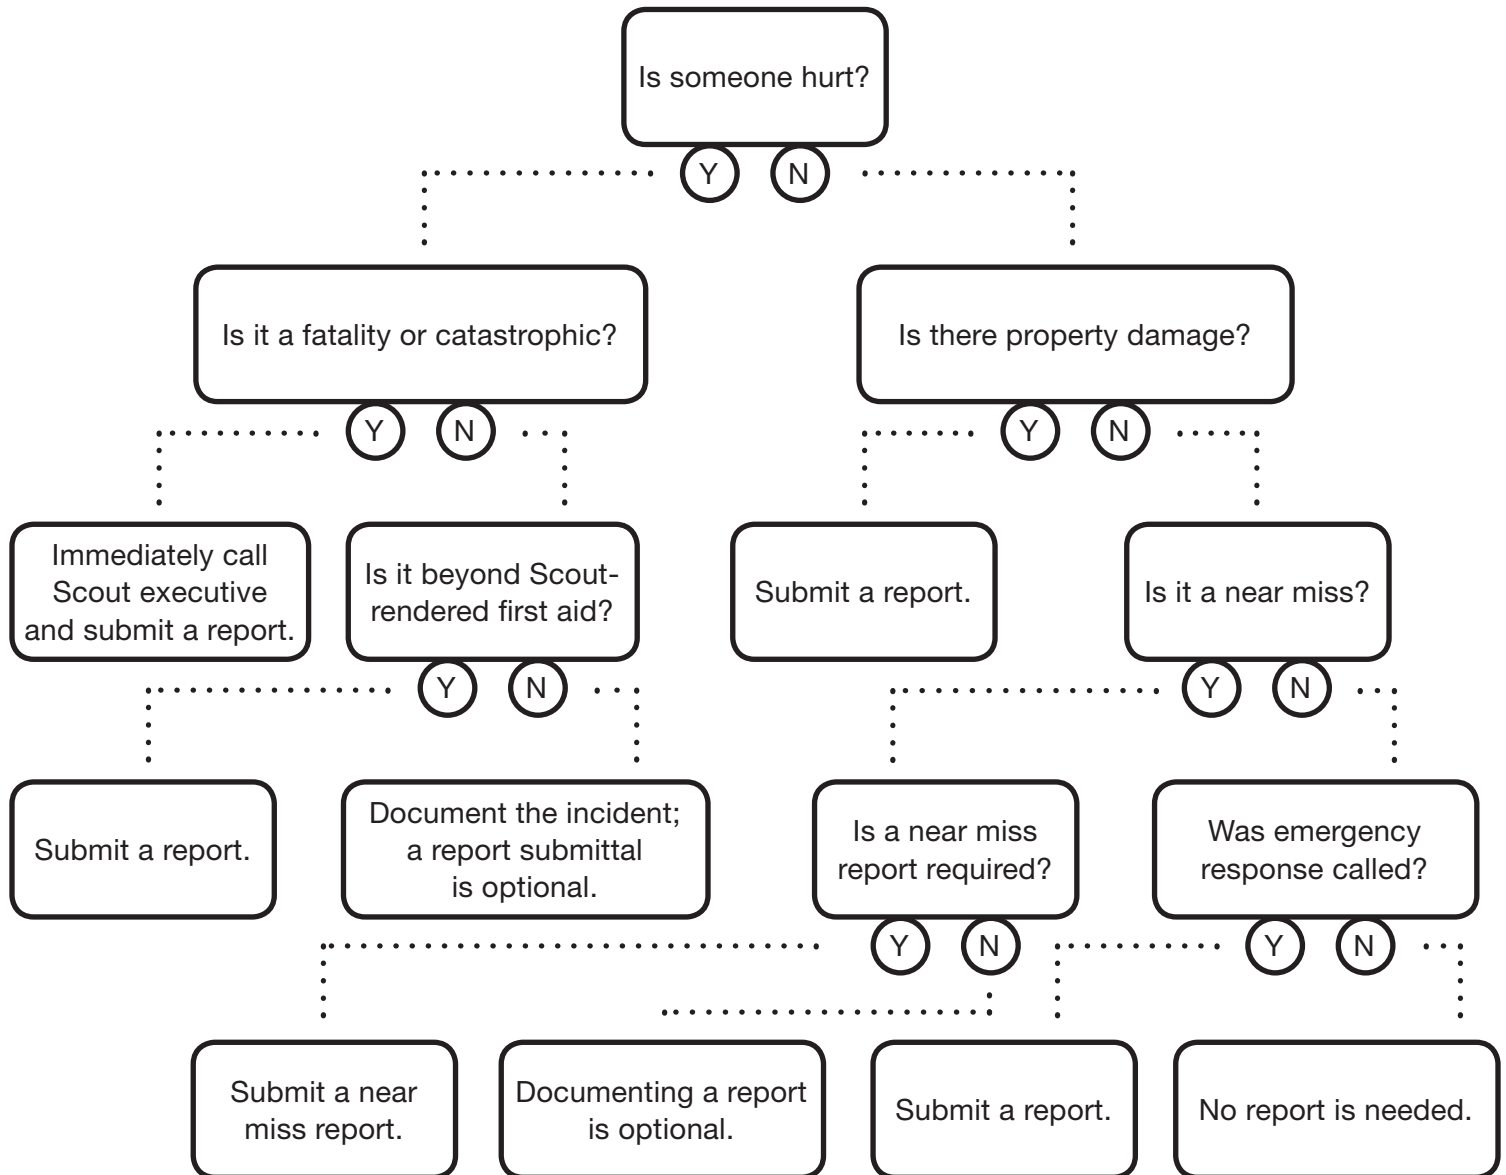 Is someone hurt?
Y
N
Is it a fatality or catastrophic?
Y
N
Is there property damage?
Y
N
Immediately call
Scout executive
and submit a report.
Is it beyond Scout-
rendered first aid?
Y
N
Submit a report.
Is it a near miss?
Y
N
Submit a report.
Document the incident;
a report submittal
is optional.
Is a near miss
report required?
Y
N
Was emergency
response called?
Y
N
Submit a near
miss report.
Documenting a report
is optional.
Submit a report.
No report is needed.